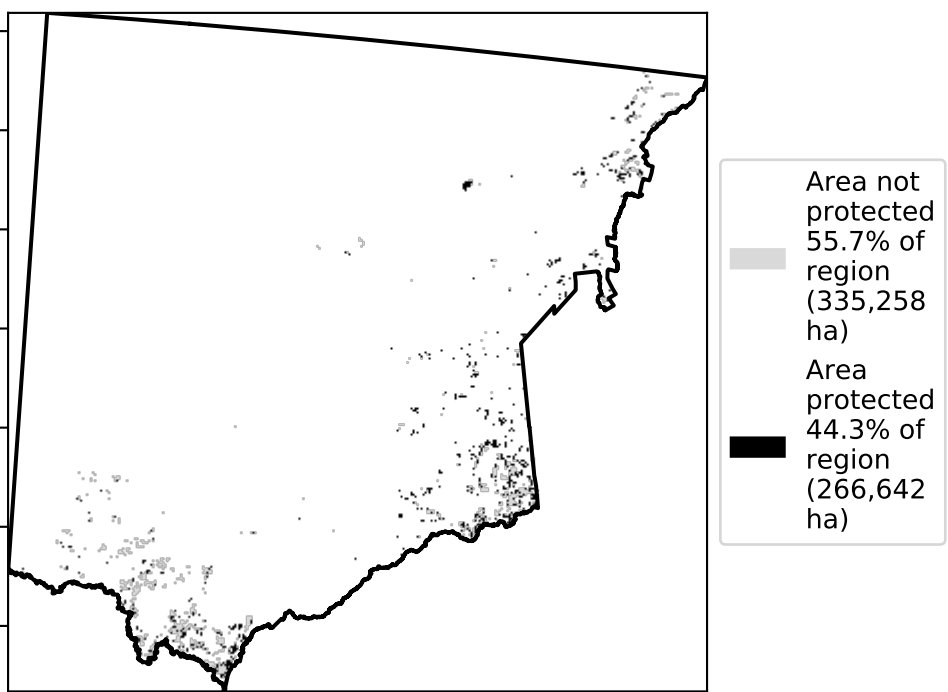 Area not
protected
55.7% of
region
(335,258
ha)
Area
protected
44.3% of
region
(266,642
ha)